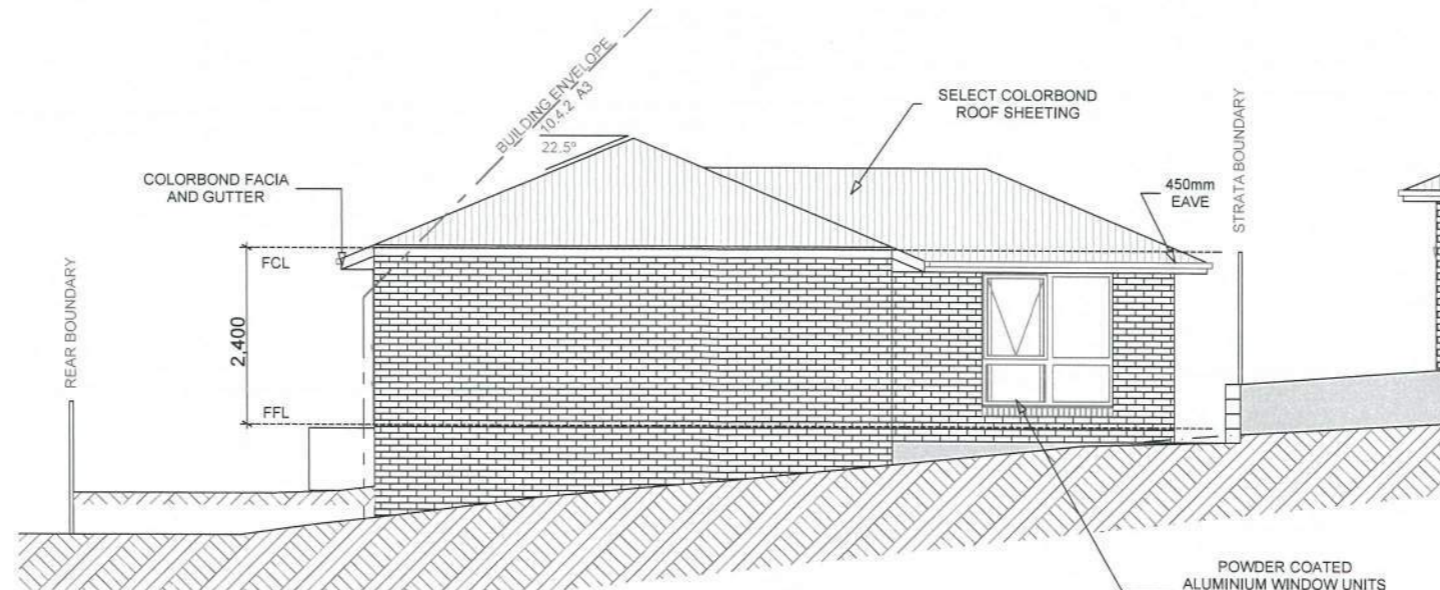 BUILDING ENVELOPE
10.4.2 A3
22.5°
SELECT COLORBOND
ROOF SHEETING
COLORBOND FACIA
AND GUTTER
450mm
EAVE
STRATA BOUNDARY
FCL
REAR BOUNDARY
2,400
FFL
POWDER COATED
ALUMINIUM WINDOW UNITS